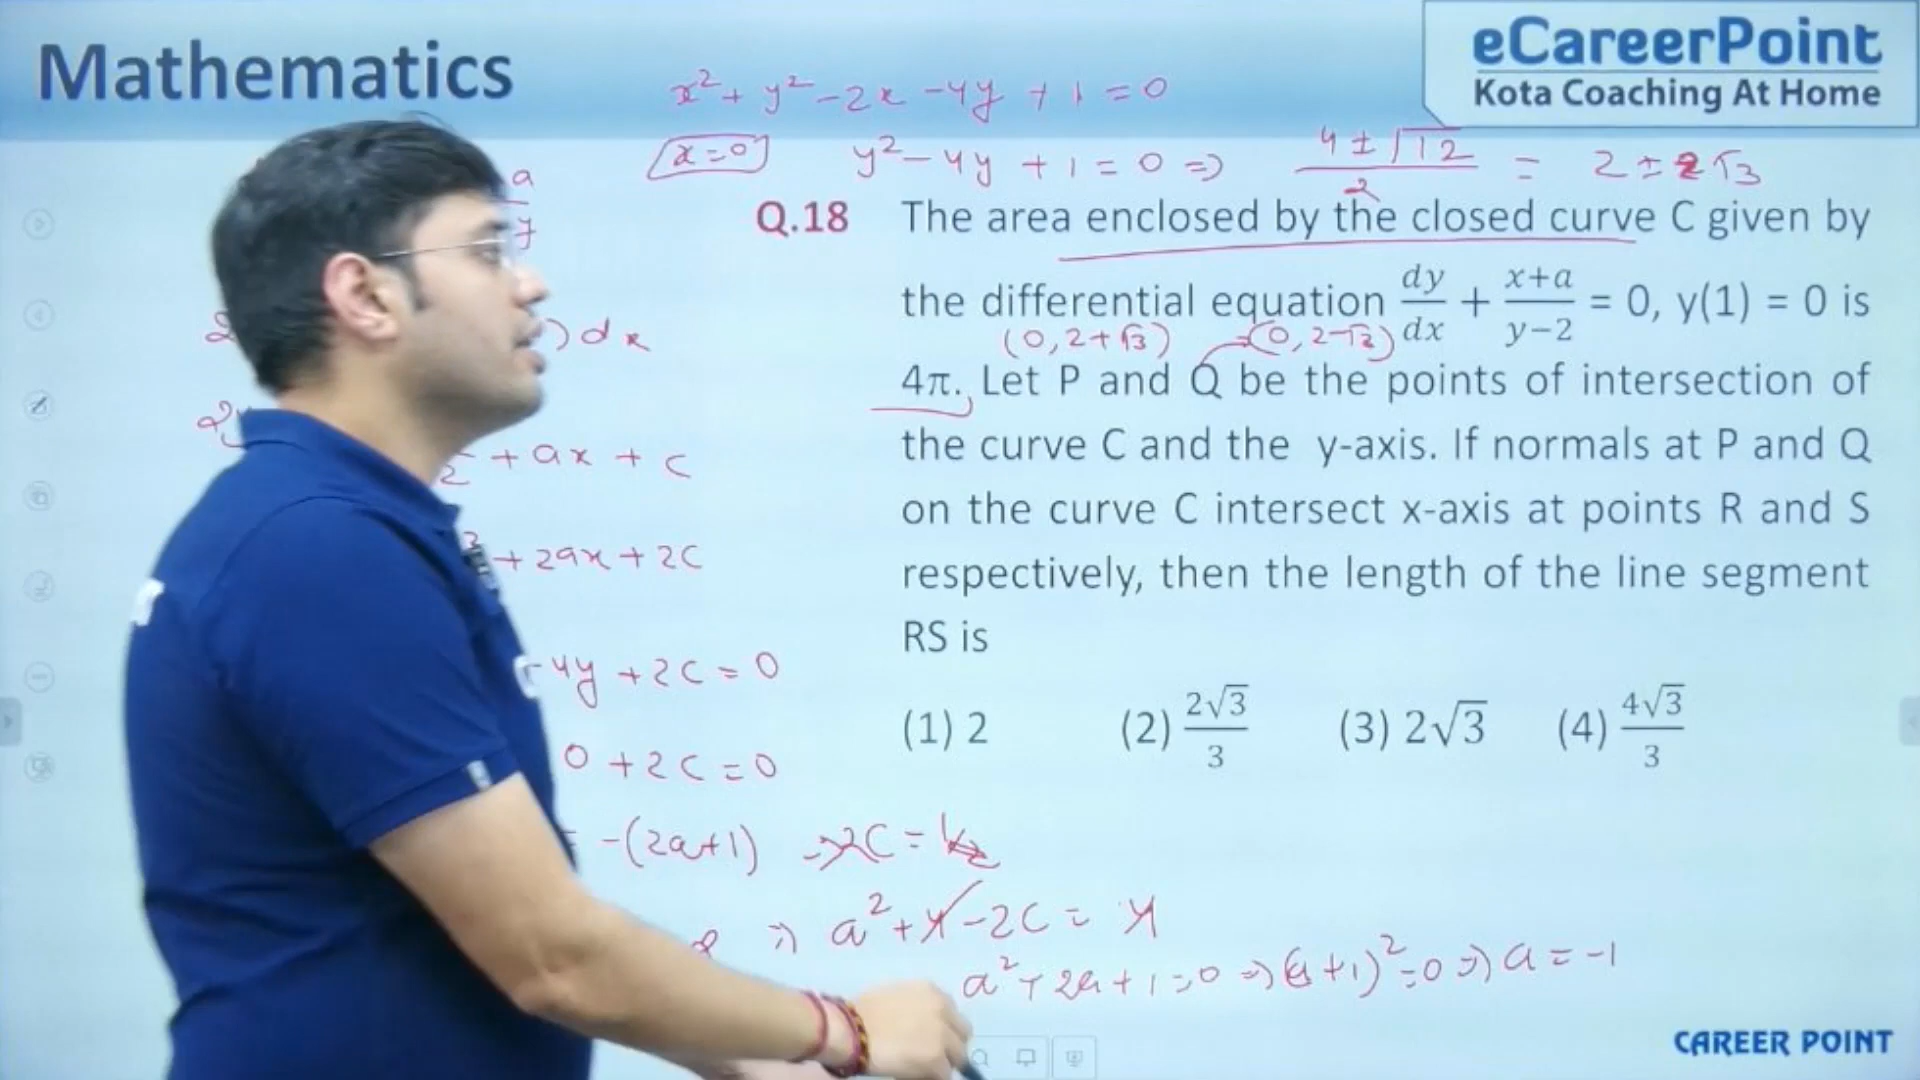 Mathematics
eCareerPoint
Kota Coaching At Home
x² + y² - 2x - 4y + 1 = 0
x=0 y² - 4y + 1 = 0 ⇒ 4 ± √12 / 2 = 2 ± √3
a
Q.18 The area enclosed by the closed curve C given by
the differential equation dy/dx + x+a/y−2 = 0, y(1) = 0 is
) dx
(0, 2+√3) (0, 2-√3)
4π. Let P and Q be the points of intersection of
the curve C and the y-axis. If normals at P and Q
+ ax + c
on the curve C intersect x-axis at points R and S
+ 2ax + 2C
respectively, then the length of the line segment
RS is
-4y + 2C = 0
(1) 2 (2) 2√3/3 (3) 2√3 (4) 4√3/3
0 + 2C = 0
-(2a+1)
2C =
⇒ a² + 4 - 2C = 4
a² + 2a + 1 = 0 ⇒ (a+1)² = 0 ⇒ a = -1
CAREER POINT